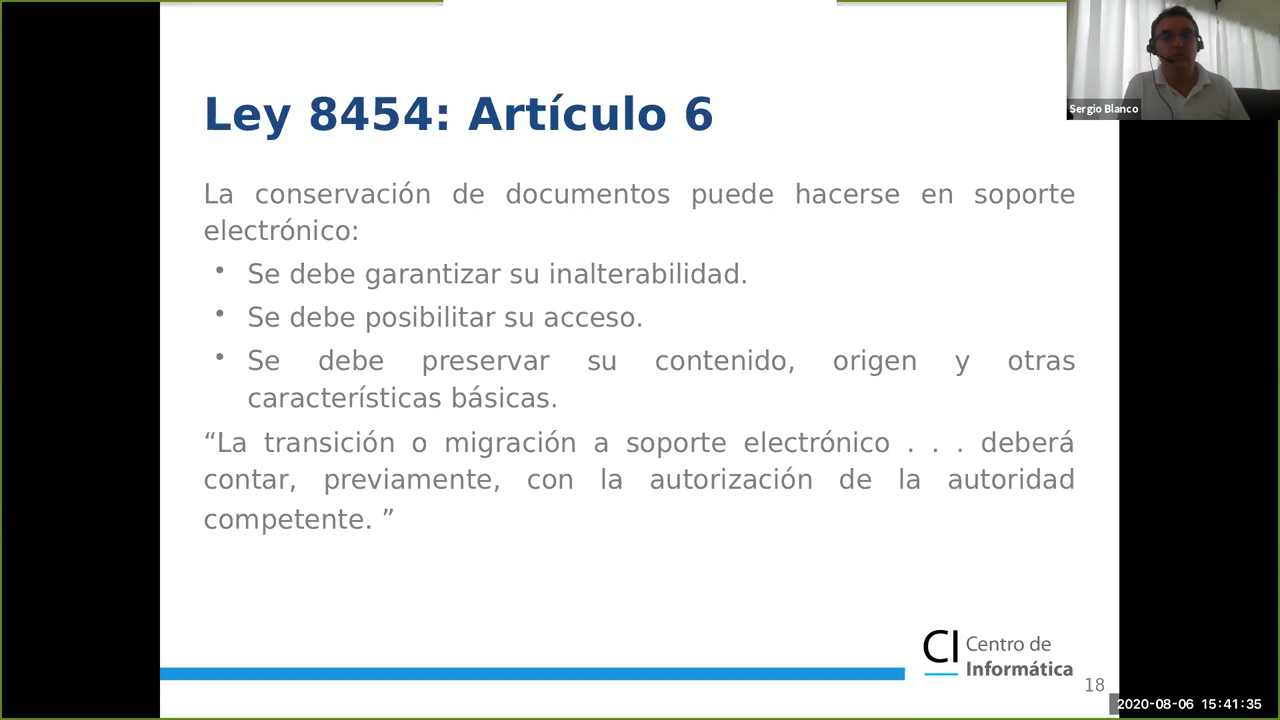 Ley 8454: Artículo 6
Sergio Blanco
La conservación de documentos puede hacerse en soporte
electrónico:
• Se debe garantizar su inalterabilidad.
• Se debe posibilitar su acceso.
• Se debe preservar su contenido, origen y otras
características básicas.
“La transición o migración a soporte electrónico . . . deberá
contar, previamente, con la autorización de la autoridad
competente. ”
CI Centro de
Informática
18
2020-08-06 15:41:35